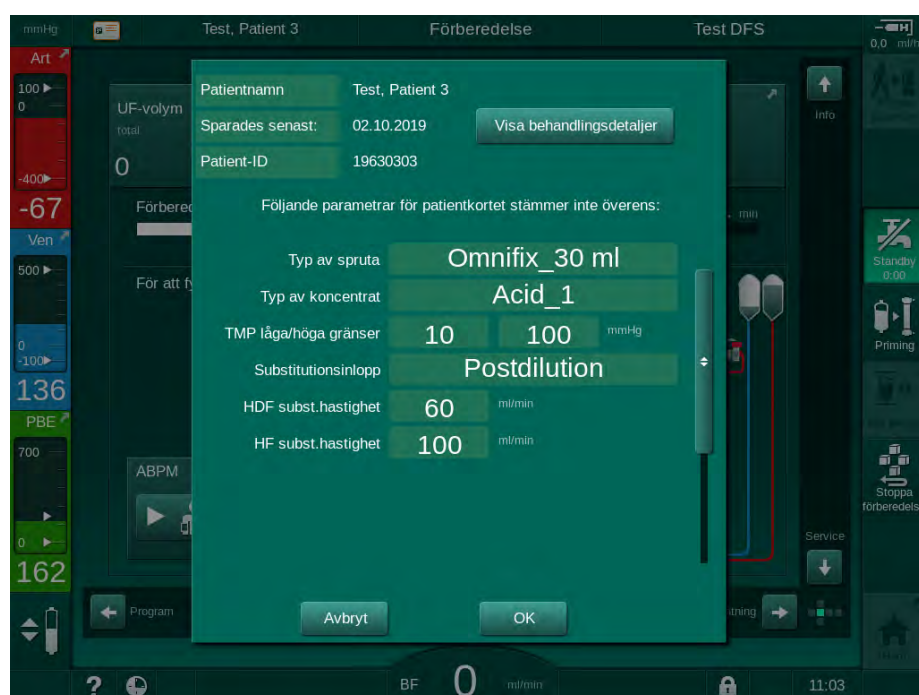 mmHg Test, Patient 3 Förberedelse Test DFS
0,0 ml/h
Art
100
0
-400
-67
Ven
500
0
-100
136
PBE
700
0
162
UF-volym
total
0
Förbered
För att f
ABPM
Program
Patientnamn Test, Patient 3
Sparades senast: 02.10.2019 Visa behandlingsdetaljer
Patient-ID 19630303
Följande parametrar för patientkortet stämmer inte överens:
Typ av spruta Omnifix_30 ml
Typ av koncentrat Acid_1
TMP låga/höga gränser 10 100 mmHg
Substitutionsinlopp Postdilution
HDF subst.hastighet 60 ml/min
HF subst.hastighet 100 ml/min
Avbryt OK
min
Info
Service
Standby
0:00
Priming
Stoppa
förberedels
? BF 0 ml/min 11:03